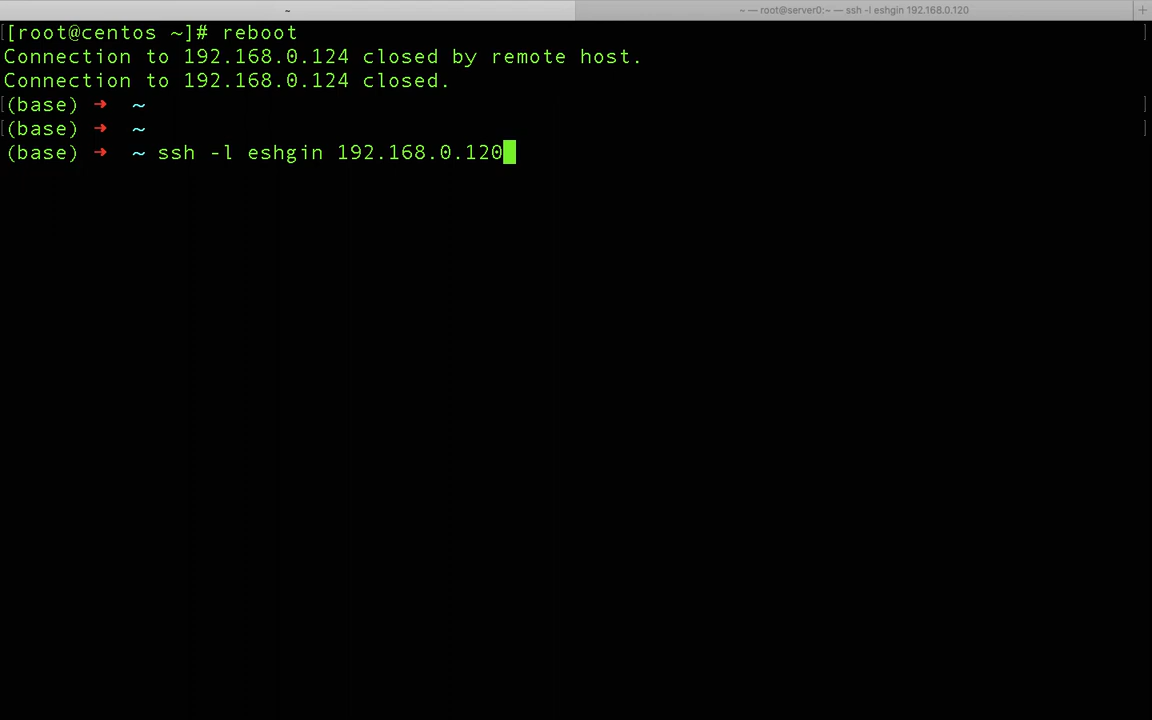 ~
~ — root@server0:~ — ssh -l eshgin 192.168.0.120
+
[root@centos ~]# reboot
Connection to 192.168.0.124 closed by remote host.
Connection to 192.168.0.124 closed.
(base) ➜ ~
(base) ➜ ~
(base) ➜ ~ ssh -l eshgin 192.168.0.120